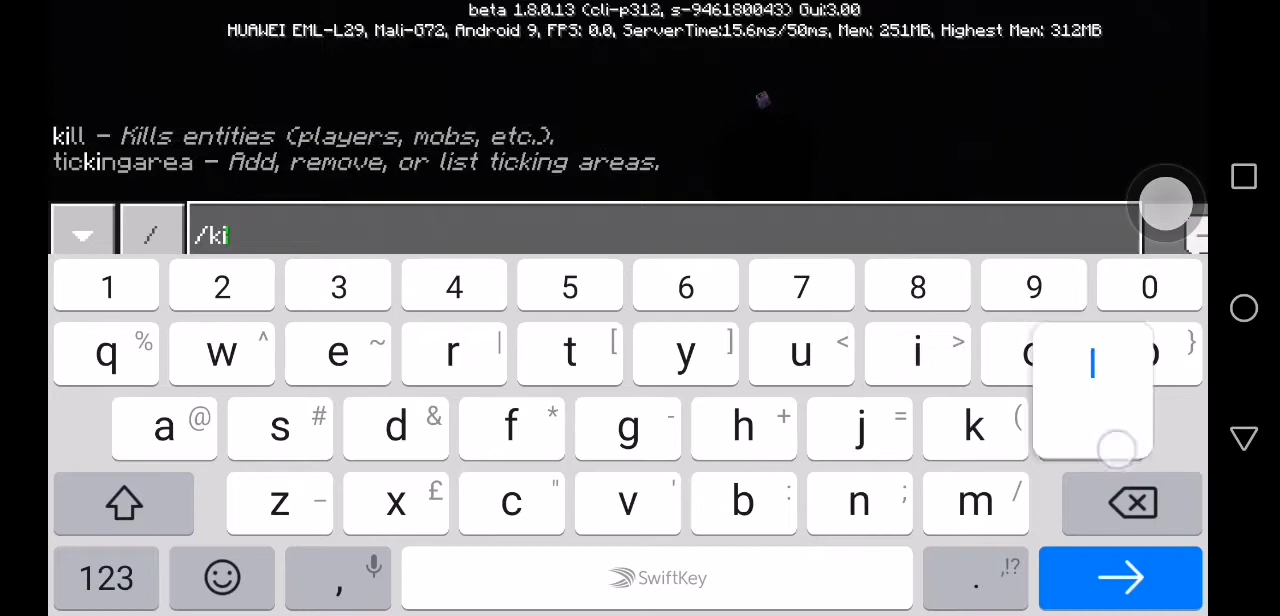 beta 1.8.0.13 (cli-p312, s-946180043) Gui:3.00
HUAWEI EML-L29, Mali-G72, Android 9, FPS: 0.0, ServerTime:15.6ms/50ms, Mem: 251MB, Highest Mem: 312MB
kill - Kills entities (players, mobs, etc.).
tickingarea - Add, remove, or list ticking areas.
/ /ki
1 2 3 4 5 6 7 8 9 0
q % w ^ e ~ r | t [ y ] u < i > }
a @ s # d & f * g - h + j = k ( l
z _ x £ c " v ' b : n ; m /
123 , SwiftKey . ,!?